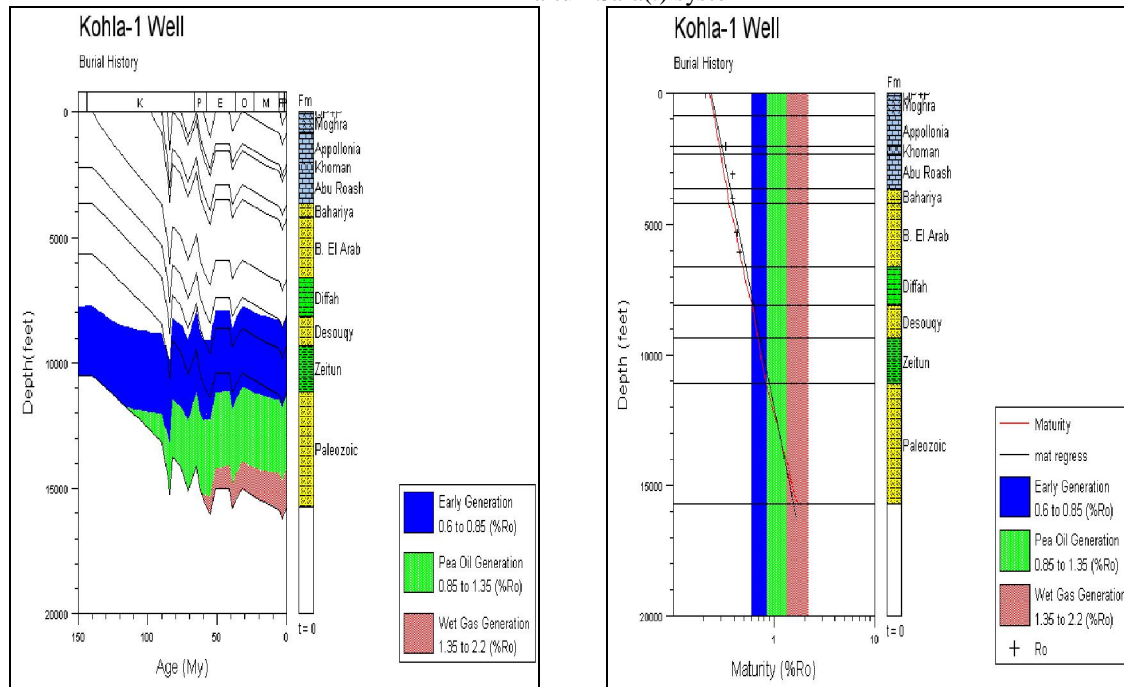 Kohla-1 Well
Burial History
K P E O M
Fm
0
Moghra
Appollonia
Khoman
Abu Roash
Bahariya
5000
B. El Arab
Diffah
Desouqy
10000
Zeitun
Paleozoic
15000
20000
t = 0
150 100 50 0
Depth(feet)
Age (My)
Early Generation
0.6 to 0.85 (%Ro)
Pea Oil Generation
0.85 to 1.35 (%Ro)
Wet Gas Generation
1.35 to 2.2 (%Ro)
Kohla-1 Well
Burial History
Fm
0
Moghra
Appollonia
Khoman
Abu Roash
Bahariya
5000
B. El Arab
Diffah
Desouqy
10000
Zeitun
Paleozoic
15000
20000
t = 0
1 10
Depth (feet)
Maturity (%Ro)
Maturity
mat regress
Early Generation
0.6 to 0.85 (%Ro)
Pea Oil Generation
0.85 to 1.35 (%Ro)
Wet Gas Generation
1.35 to 2.2 (%Ro)
Ro